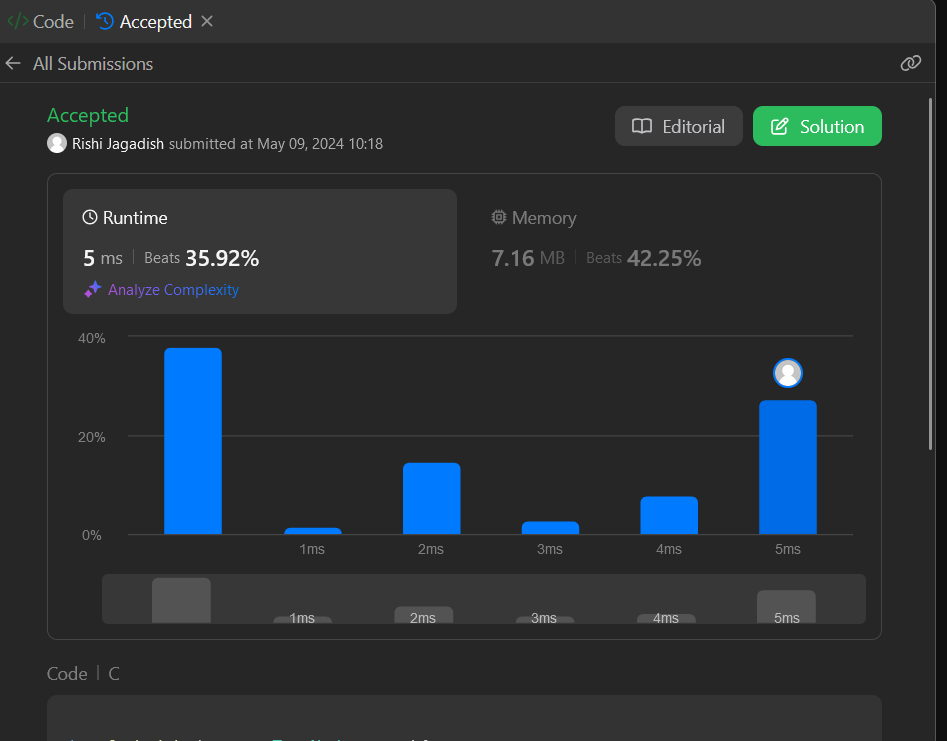 </> Code | Accepted ×
← All Submissions
Accepted
Rishi Jagadish submitted at May 09, 2024 10:18
Editorial
Solution
Runtime
5 ms | Beats 35.92%
Analyze Complexity
Memory
7.16 MB | Beats 42.25%
40%
20%
0%
1ms 2ms 3ms 4ms 5ms
1ms 2ms 3ms 4ms 5ms
Code | C